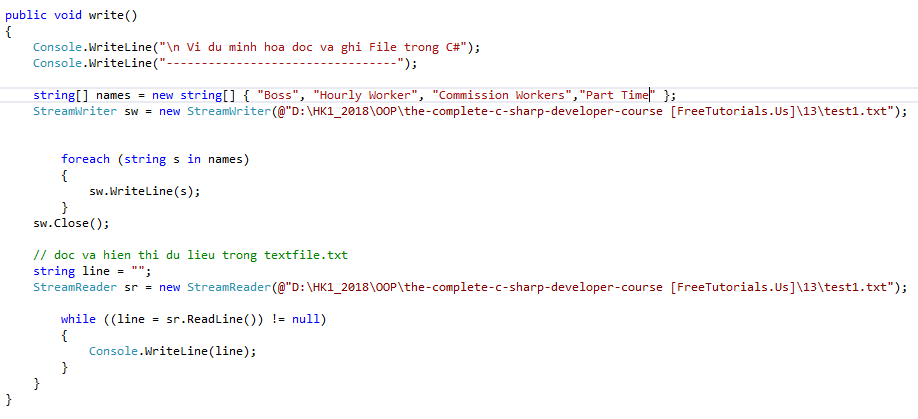 public void write()
{
Console.WriteLine("\n Vi du minh hoa doc va ghi File trong C#");
Console.WriteLine("---------------------------------");
string[] names = new string[] { "Boss", "Hourly Worker", "Commission Workers","Part Time" };
StreamWriter sw = new StreamWriter(@"D:\HK1_2018\OOP\the-complete-c-sharp-developer-course [FreeTutorials.Us]\13\test1.txt");
foreach (string s in names)
{
sw.WriteLine(s);
}
sw.Close();
// doc va hien thi du lieu trong textfile.txt
string line = "";
StreamReader sr = new StreamReader(@"D:\HK1_2018\OOP\the-complete-c-sharp-developer-course [FreeTutorials.Us]\13\test1.txt");
while ((line = sr.ReadLine()) != null)
{
Console.WriteLine(line);
}
}
}